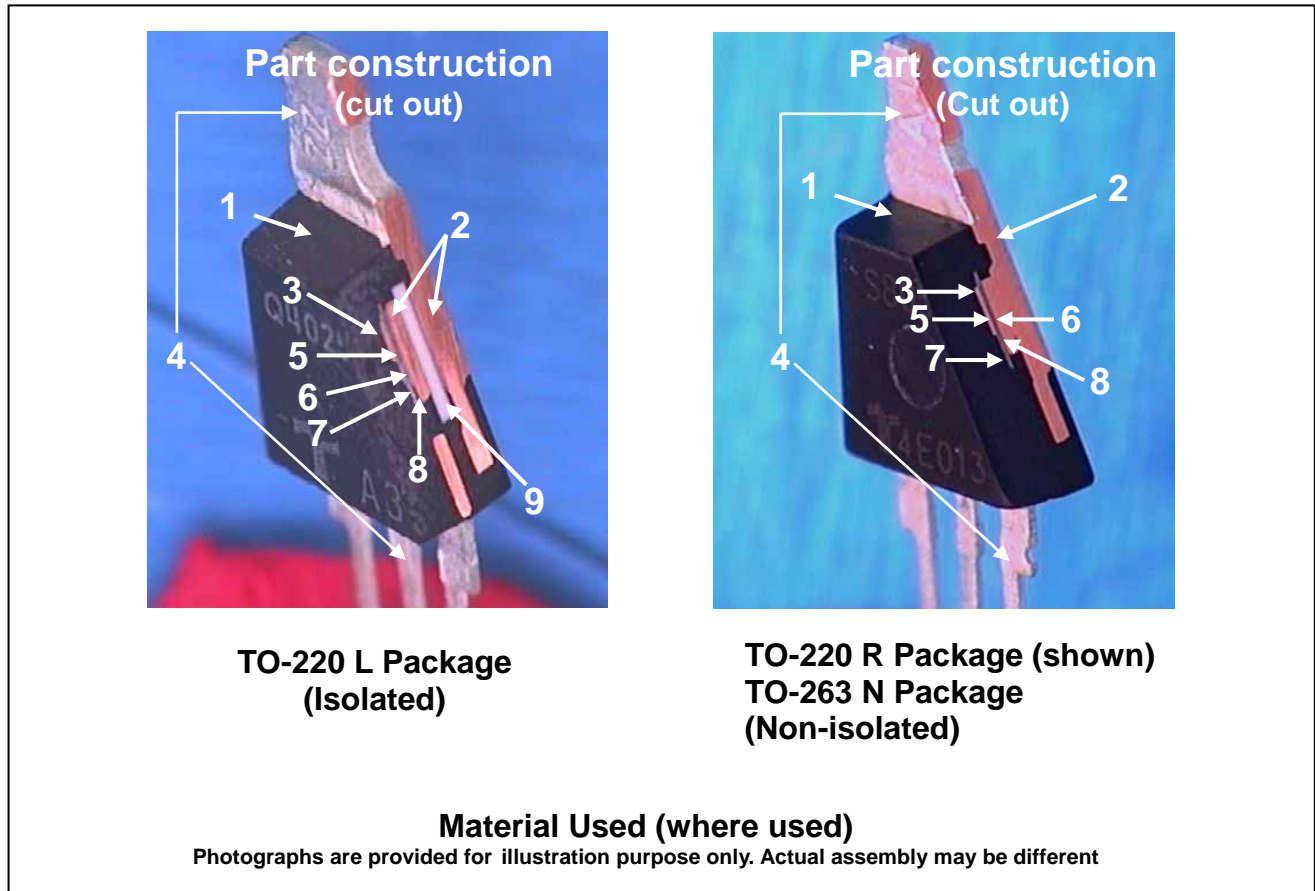 Part construction
(cut out)
1
2
3
4
5
6
7
8
9
A3
TO-220 L Package
(Isolated)
Part construction
(Cut out)
1
2
3
4
5
6
7
8
4E013
TO-220 R Package (shown)
TO-263 N Package
(Non-isolated)
Material Used (where used)
Photographs are provided for illustration purpose only. Actual assembly may be different